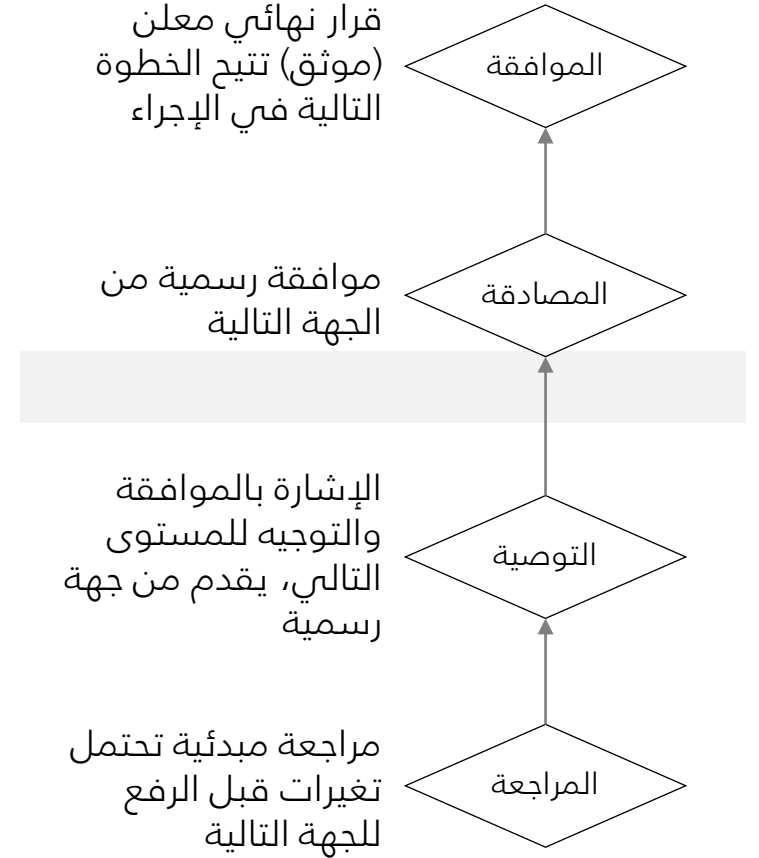 قرار نهائي معلن
(موثق) تتيح الخطوة
التالية في الإجراء
الموافقة
موافقة رسمية من
الجهة التالية
المصادقة
الإشارة بالموافقة
والتوجيه للمستوى
التالي، يقدم من جهة
رسمية
التوصية
مراجعة مبدئية تحتمل
تغيرات قبل الرفع
للجهة التالية
المراجعة